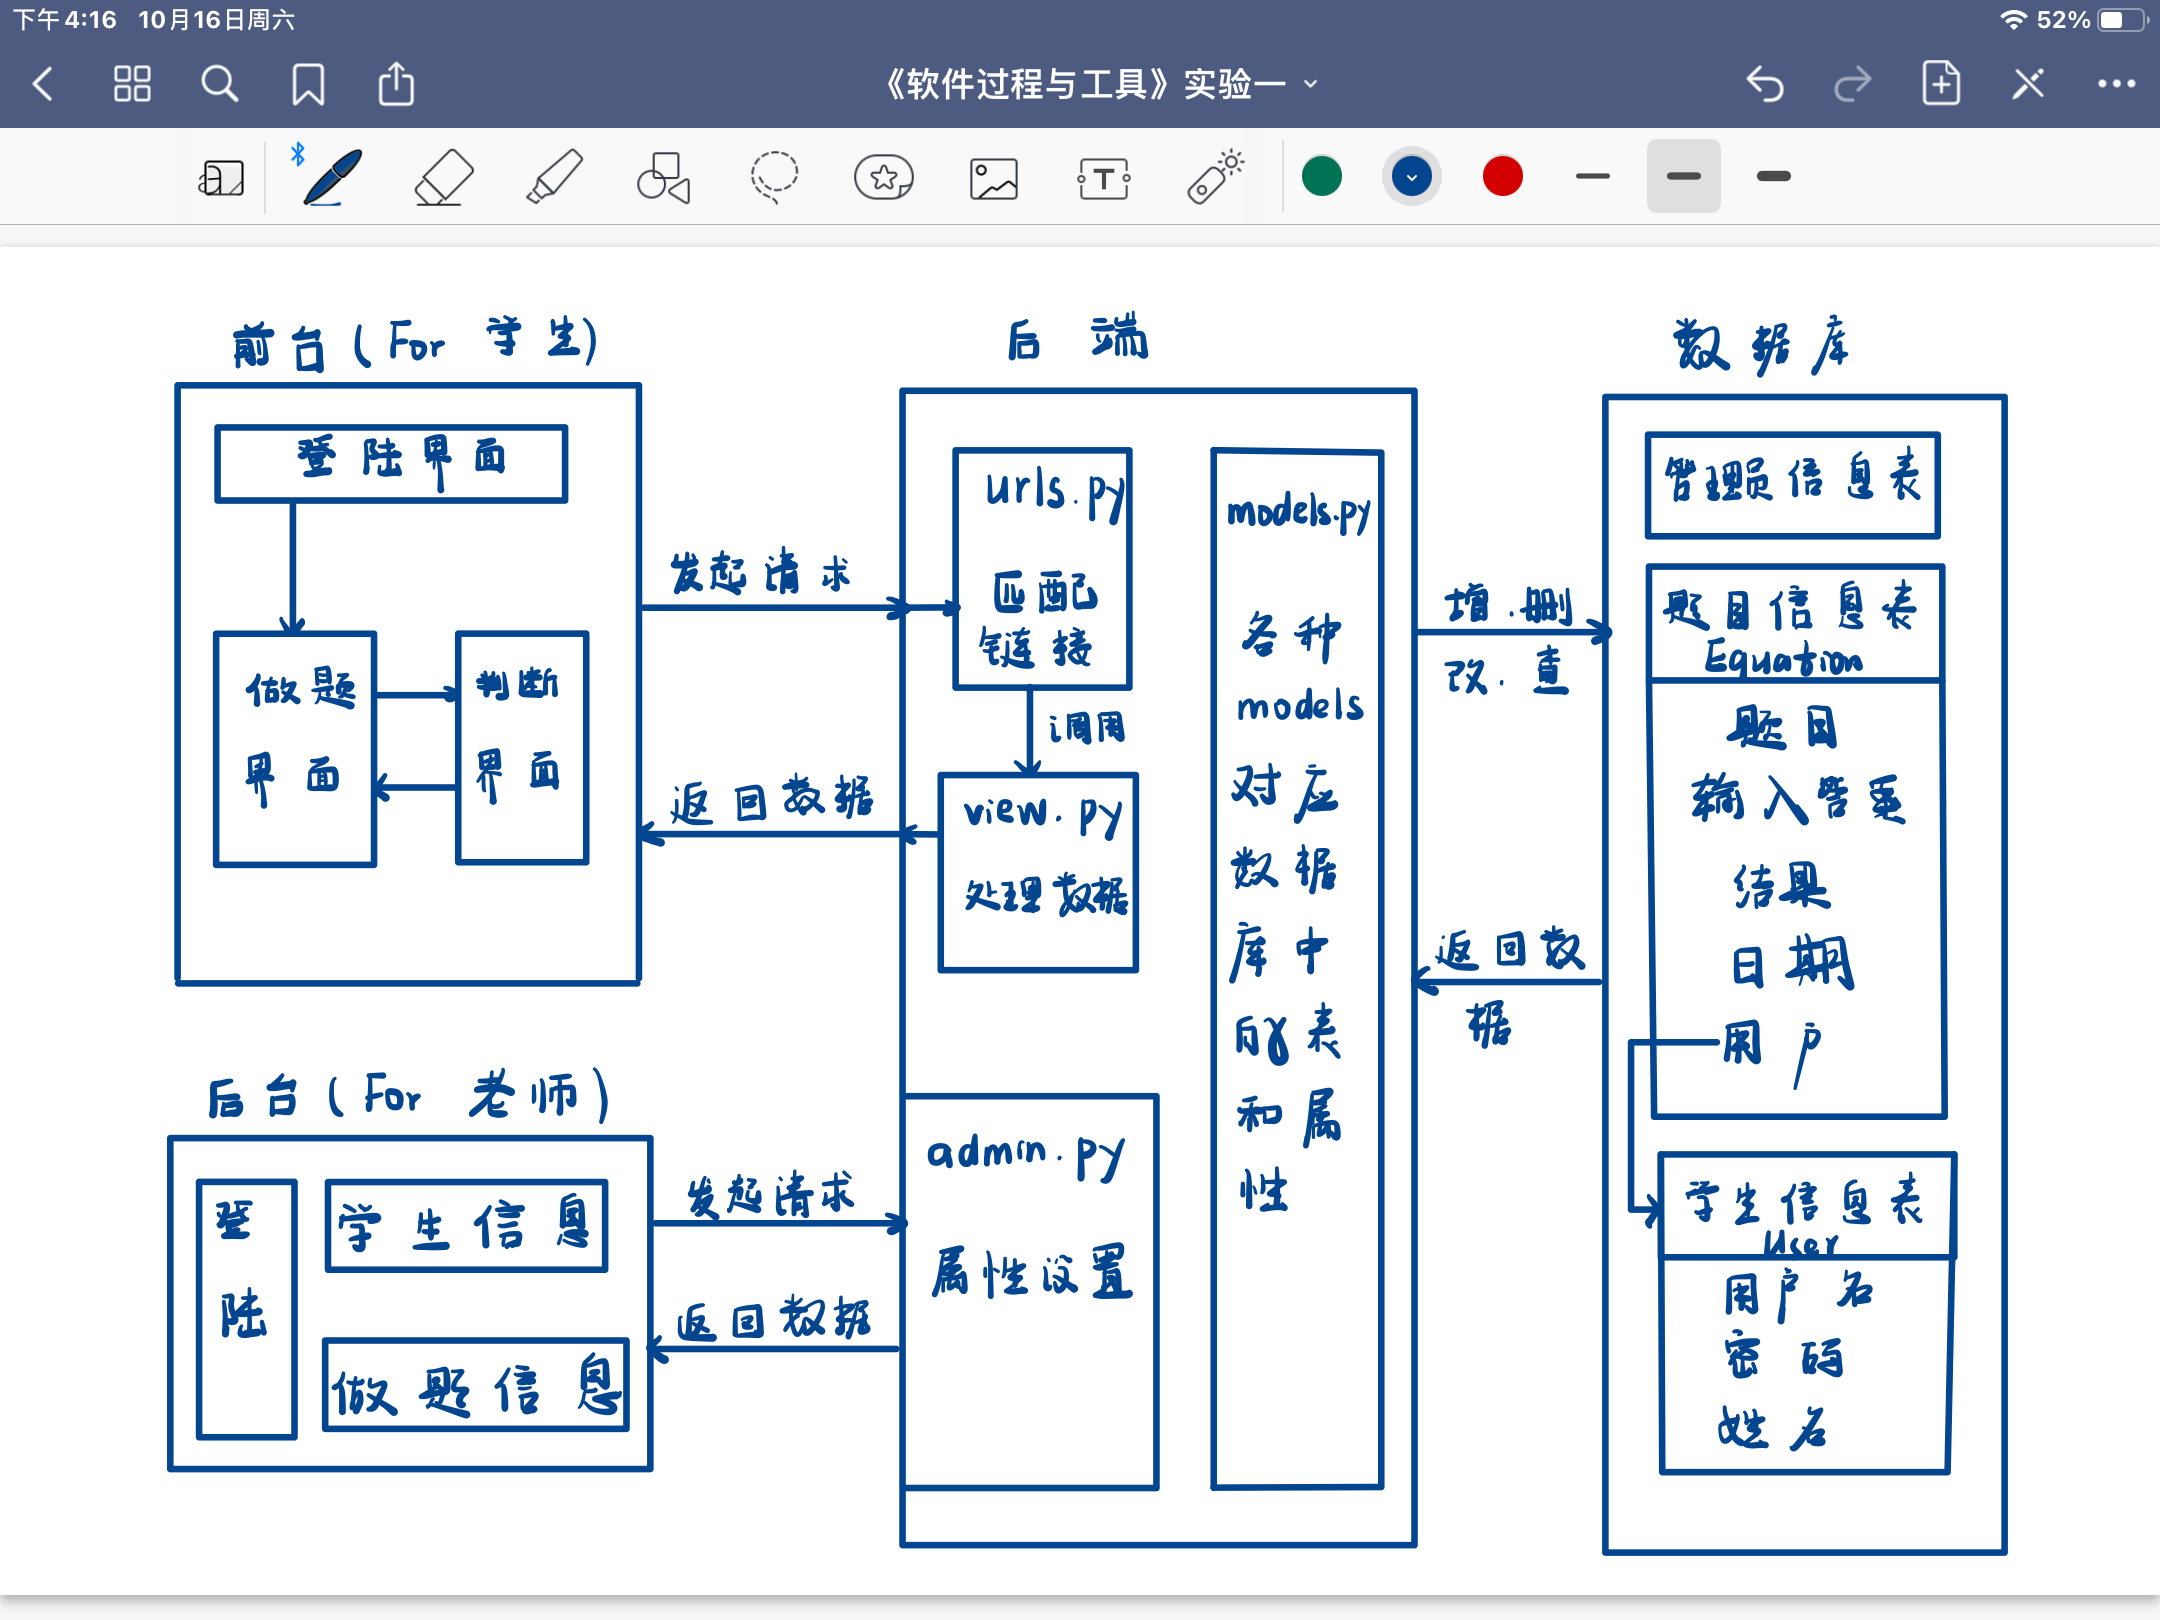 下午4:16 10月16日周六
52%
《软件过程与工具》实验一
T
前台(For 学生)
登陆界面
做题
界面
判断
界面
发起请求
返回数据
后端
urls.py
匹配
链接
调用
view.py
处理数据
models.py
各种
models
对应
数据
库中
的表
和属
性
admin.py
属性设置
增.删
改.查
返回数
据
数据库
管理员信息表
题目信息表
Equation
题目
输入答案
结果
日期
用户
学生信息表
User
用户名
密码
姓名
后台(For 老师)
登
陆
学生信息
做题信息
发起请求
返回数据